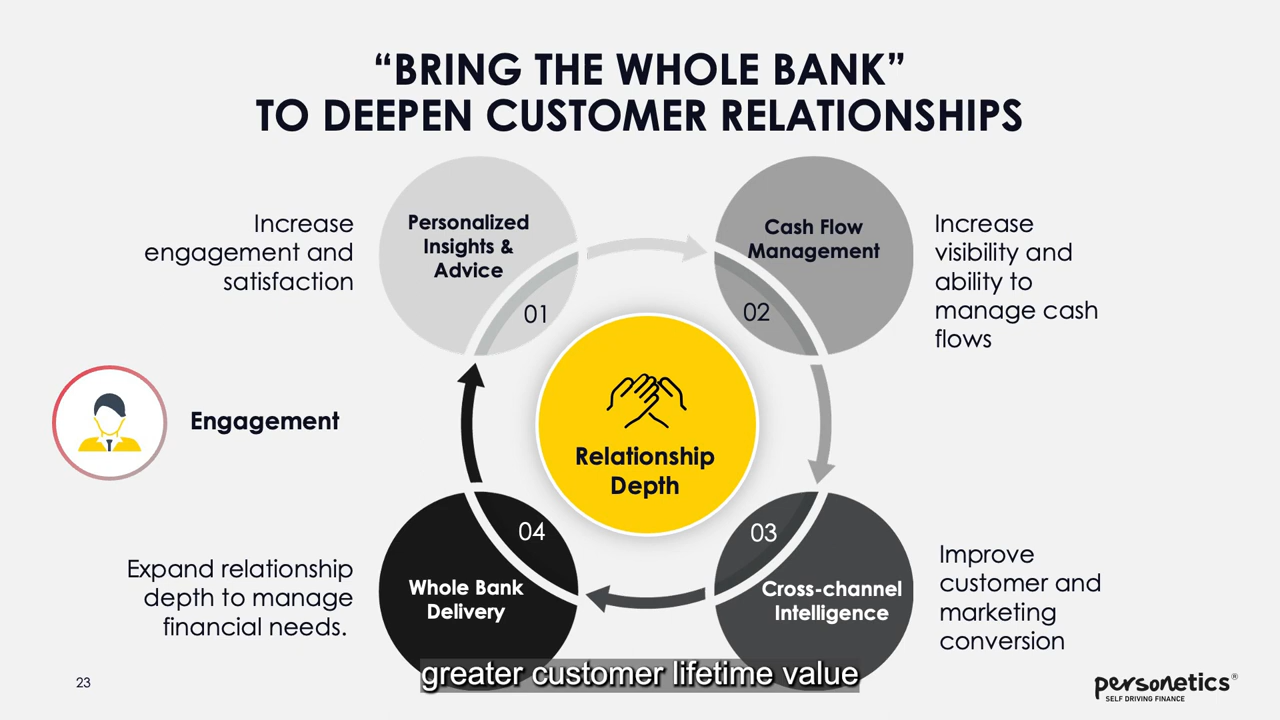 “BRING THE WHOLE BANK”
TO DEEPEN CUSTOMER RELATIONSHIPS
Increase
engagement and
satisfaction
Personalized
Insights &
Advice
01
Cash Flow
Management
02
Increase
visibility and
ability to
manage cash
flows
Engagement
Relationship
Depth
Expand relationship
depth to manage
financial needs.
04
Whole Bank
Delivery
03
Cross-channel
Intelligence
Improve
customer and
marketing
conversion
greater customer lifetime value
23
personetics®
SELF DRIVING FINANCE